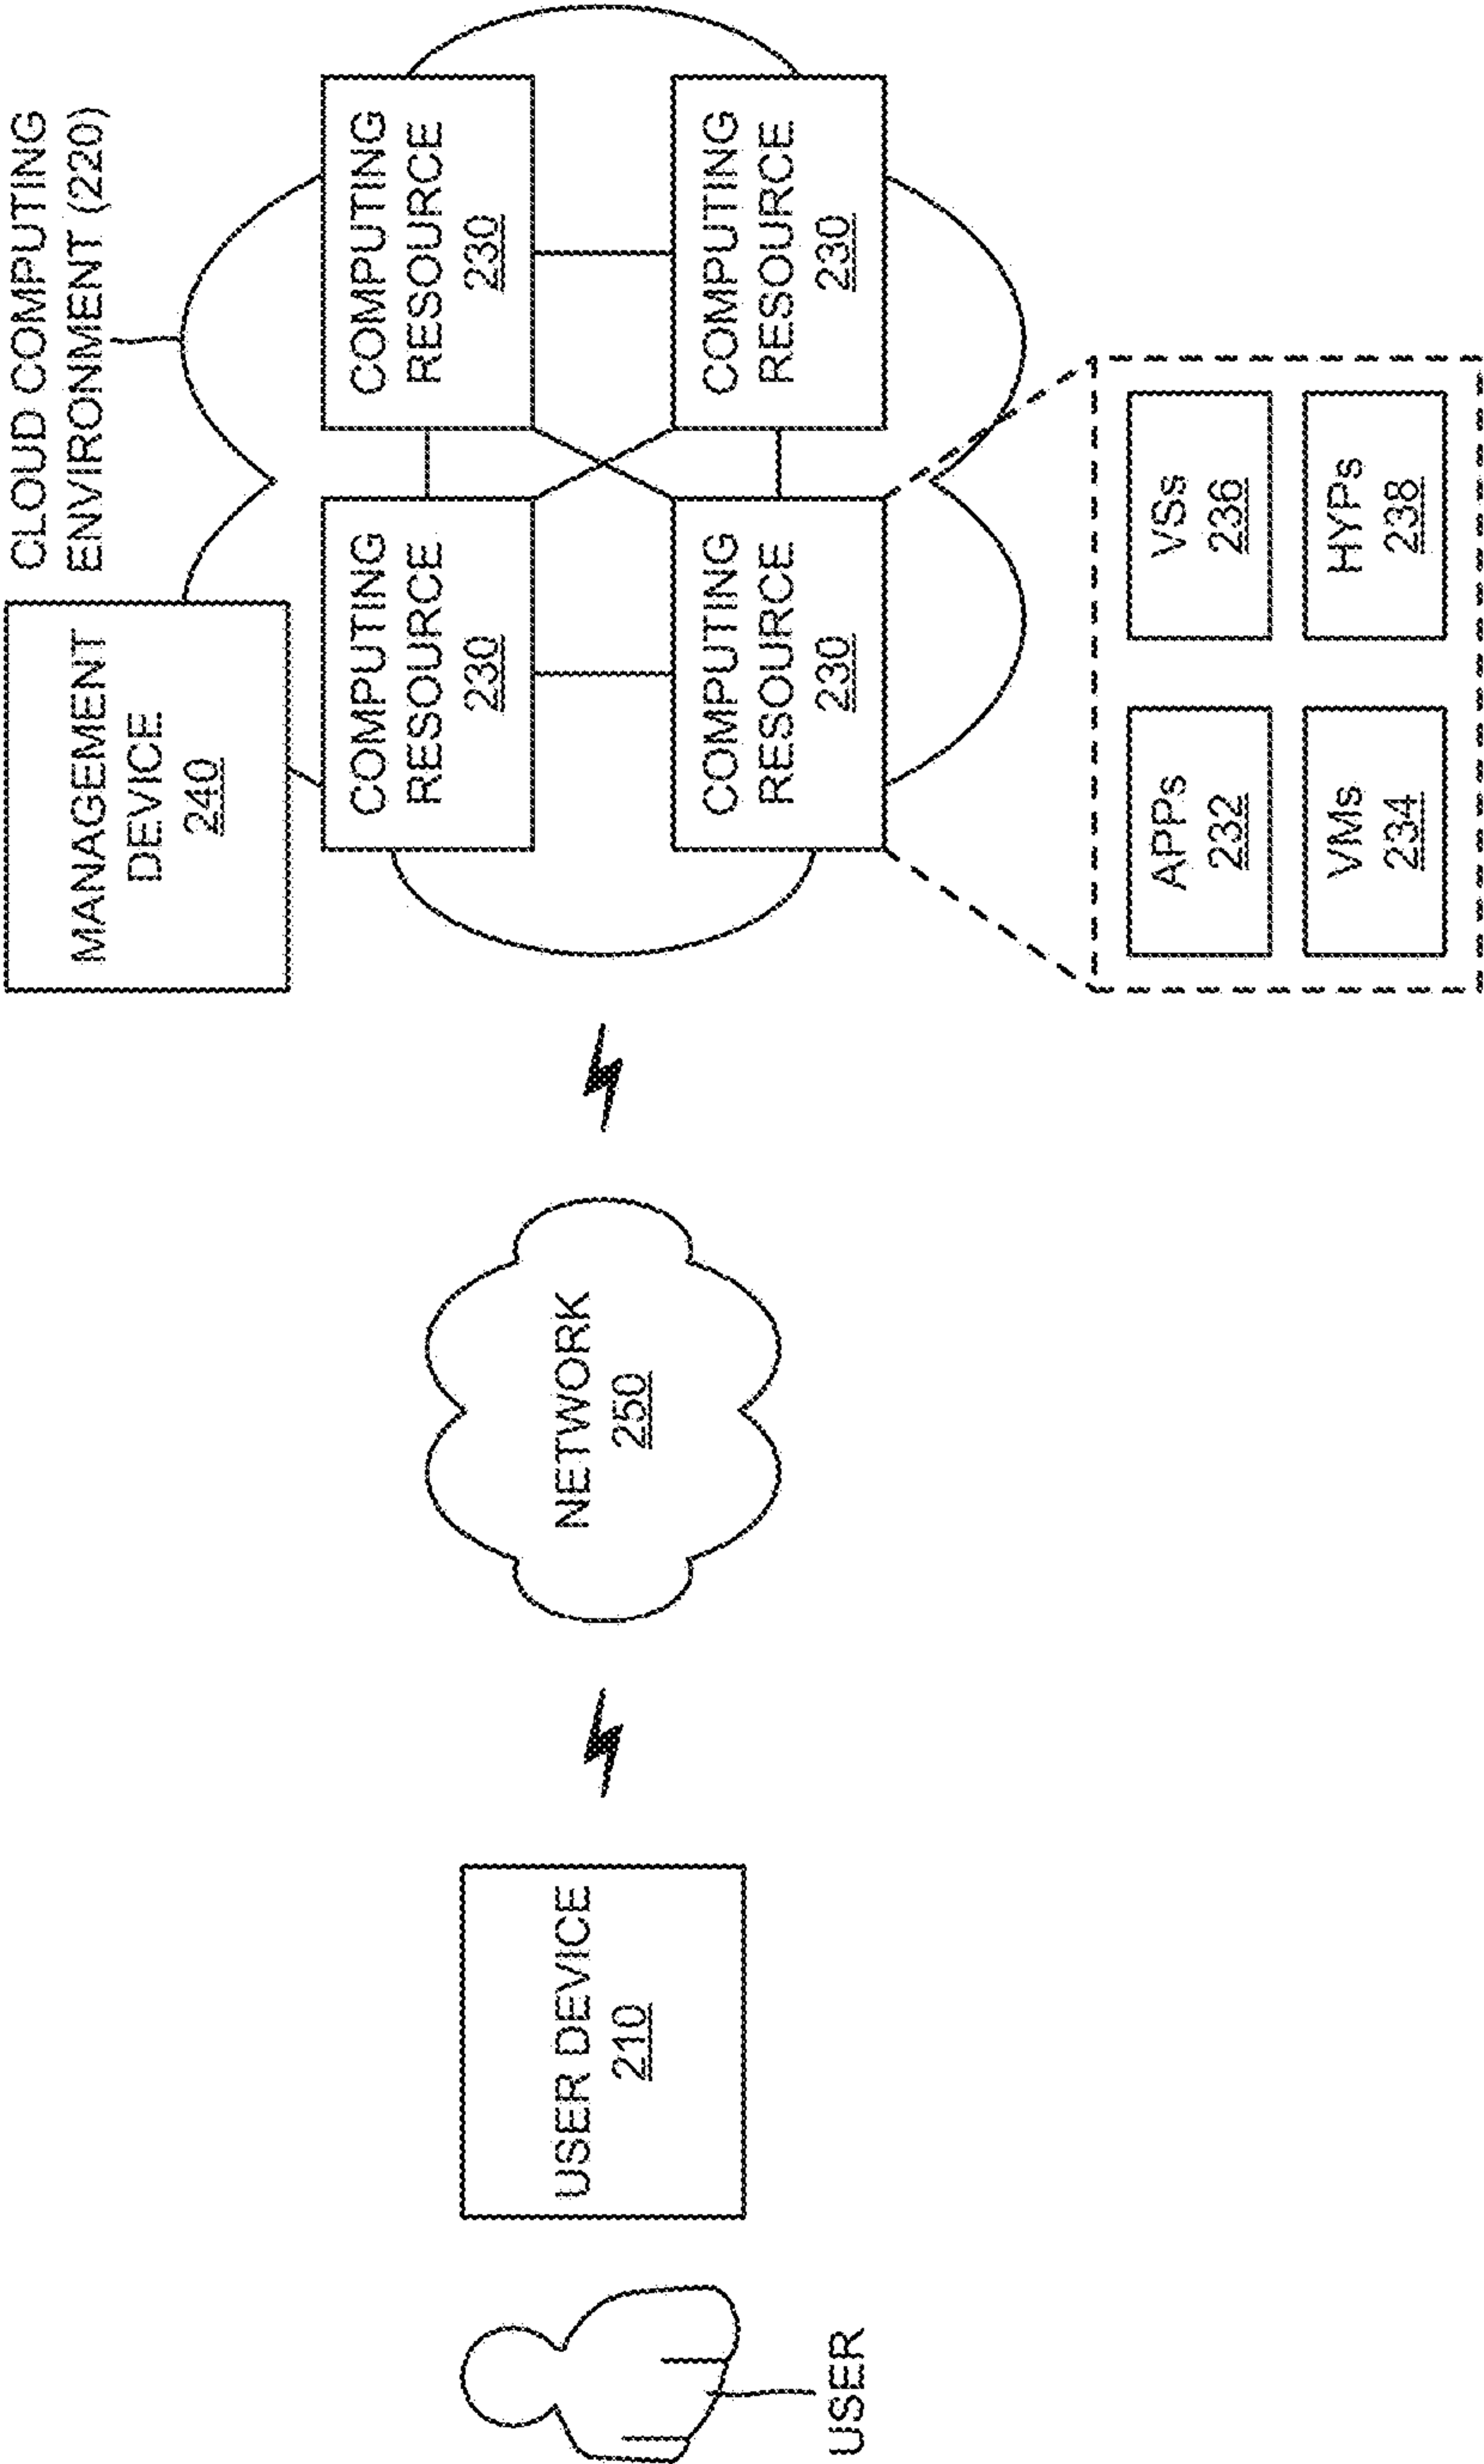 CLOUD COMPUTING
ENVIRONMENT (220)
MANAGEMENT
DEVICE
240
COMPUTING
RESOURCE
230
COMPUTING
RESOURCE
230
COMPUTING
RESOURCE
230
COMPUTING
RESOURCE
230
USER DEVICE
210
NETWORK
250
USER
APPs
232
VSs
236
VMs
234
HYPs
238